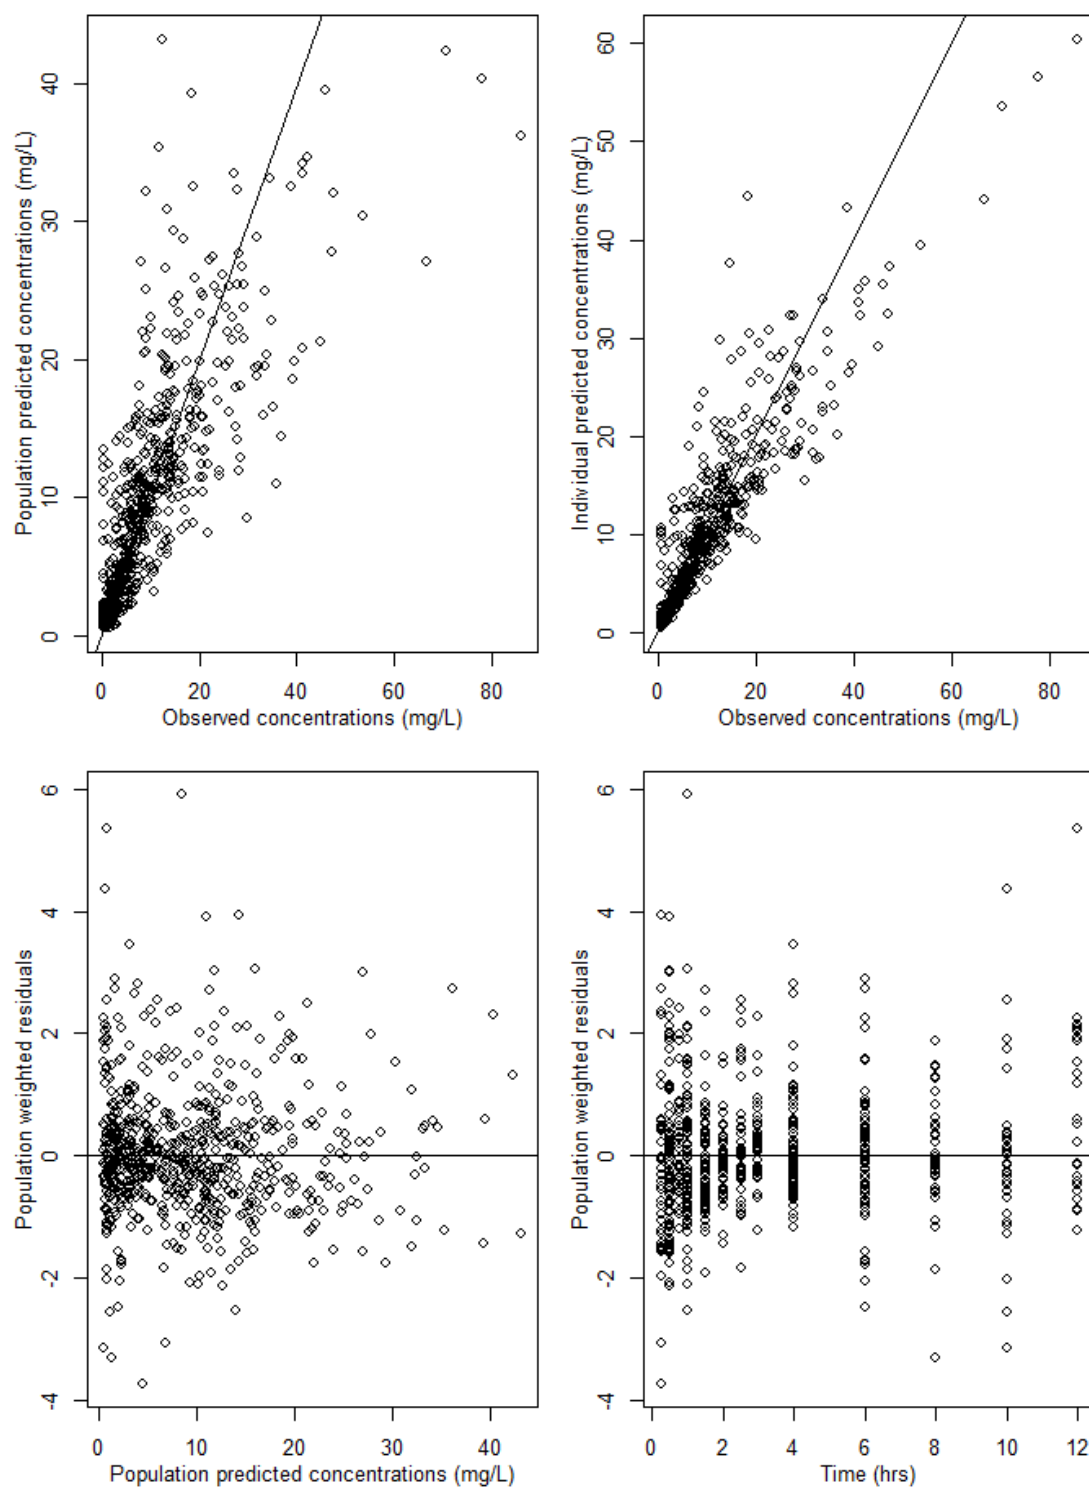 Population predicted concentrations (mg/L)
0 10 20 30 40
0 20 40 60 80
Observed concentrations (mg/L)
Individual predicted concentrations (mg/L)
0 10 20 30 40 50 60
0 20 40 60 80
Observed concentrations (mg/L)
Population weighted residuals
-4 -2 0 2 4 6
0 10 20 30 40
Population predicted concentrations (mg/L)
Population weighted residuals
-4 -2 0 2 4 6
0 2 4 6 8 10 12
Time (hrs)